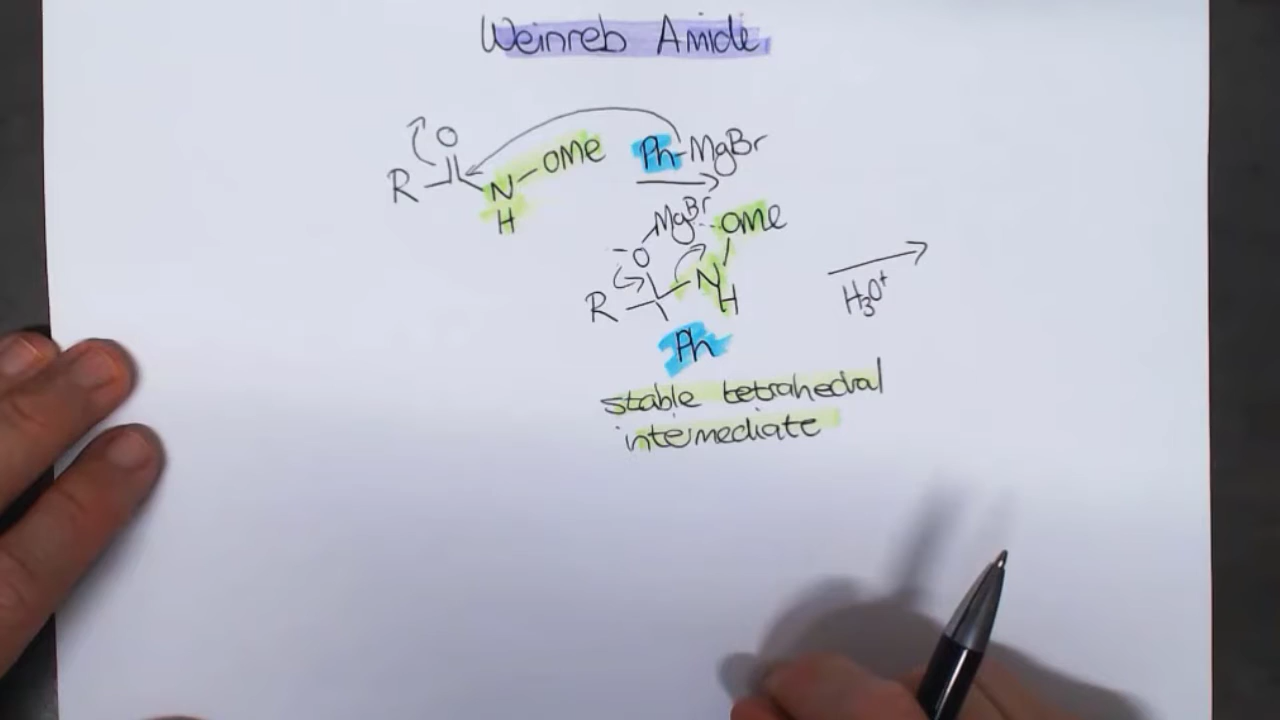 Weinreb Amide
O
R N OMe
H
Ph-MgBr
MgBr OMe
-O
R N
H
Ph
H3O+
stable tetrahedral
intermediate